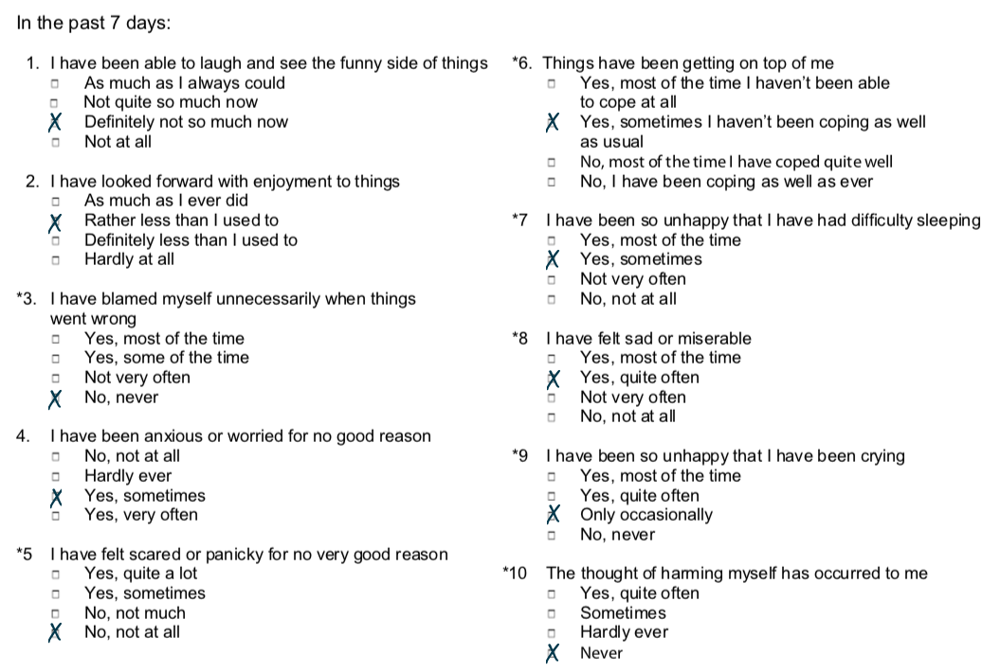 In the past 7 days:
1. I have been able to laugh and see the funny side of things
As much as I always could
Not quite so much now
X Definitely not so much now
Not at all
2. I have looked forward with enjoyment to things
As much as I ever did
X Rather less than I used to
Definitely less than I used to
Hardly at all
*3. I have blamed myself unnecessarily when things
went wrong
Yes, most of the time
Yes, some of the time
Not very often
X No, never
4. I have been anxious or worried for no good reason
No, not at all
Hardly ever
X Yes, sometimes
Yes, very often
*5 I have felt scared or panicky for no very good reason
Yes, quite a lot
Yes, sometimes
No, not much
X No, not at all
*6. Things have been getting on top of me
Yes, most of the time I haven't been able
to cope at all
X Yes, sometimes I haven't been coping as well
as usual
No, most of the time I have coped quite well
No, I have been coping as well as ever
*7 I have been so unhappy that I have had difficulty sleeping
Yes, most of the time
X Yes, sometimes
Not very often
No, not at all
*8 I have felt sad or miserable
Yes, most of the time
X Yes, quite often
Not very often
No, not at all
*9 I have been so unhappy that I have been crying
Yes, most of the time
Yes, quite often
X Only occasionally
No, never
*10 The thought of harming myself has occurred to me
Yes, quite often
Sometimes
Hardly ever
X Never